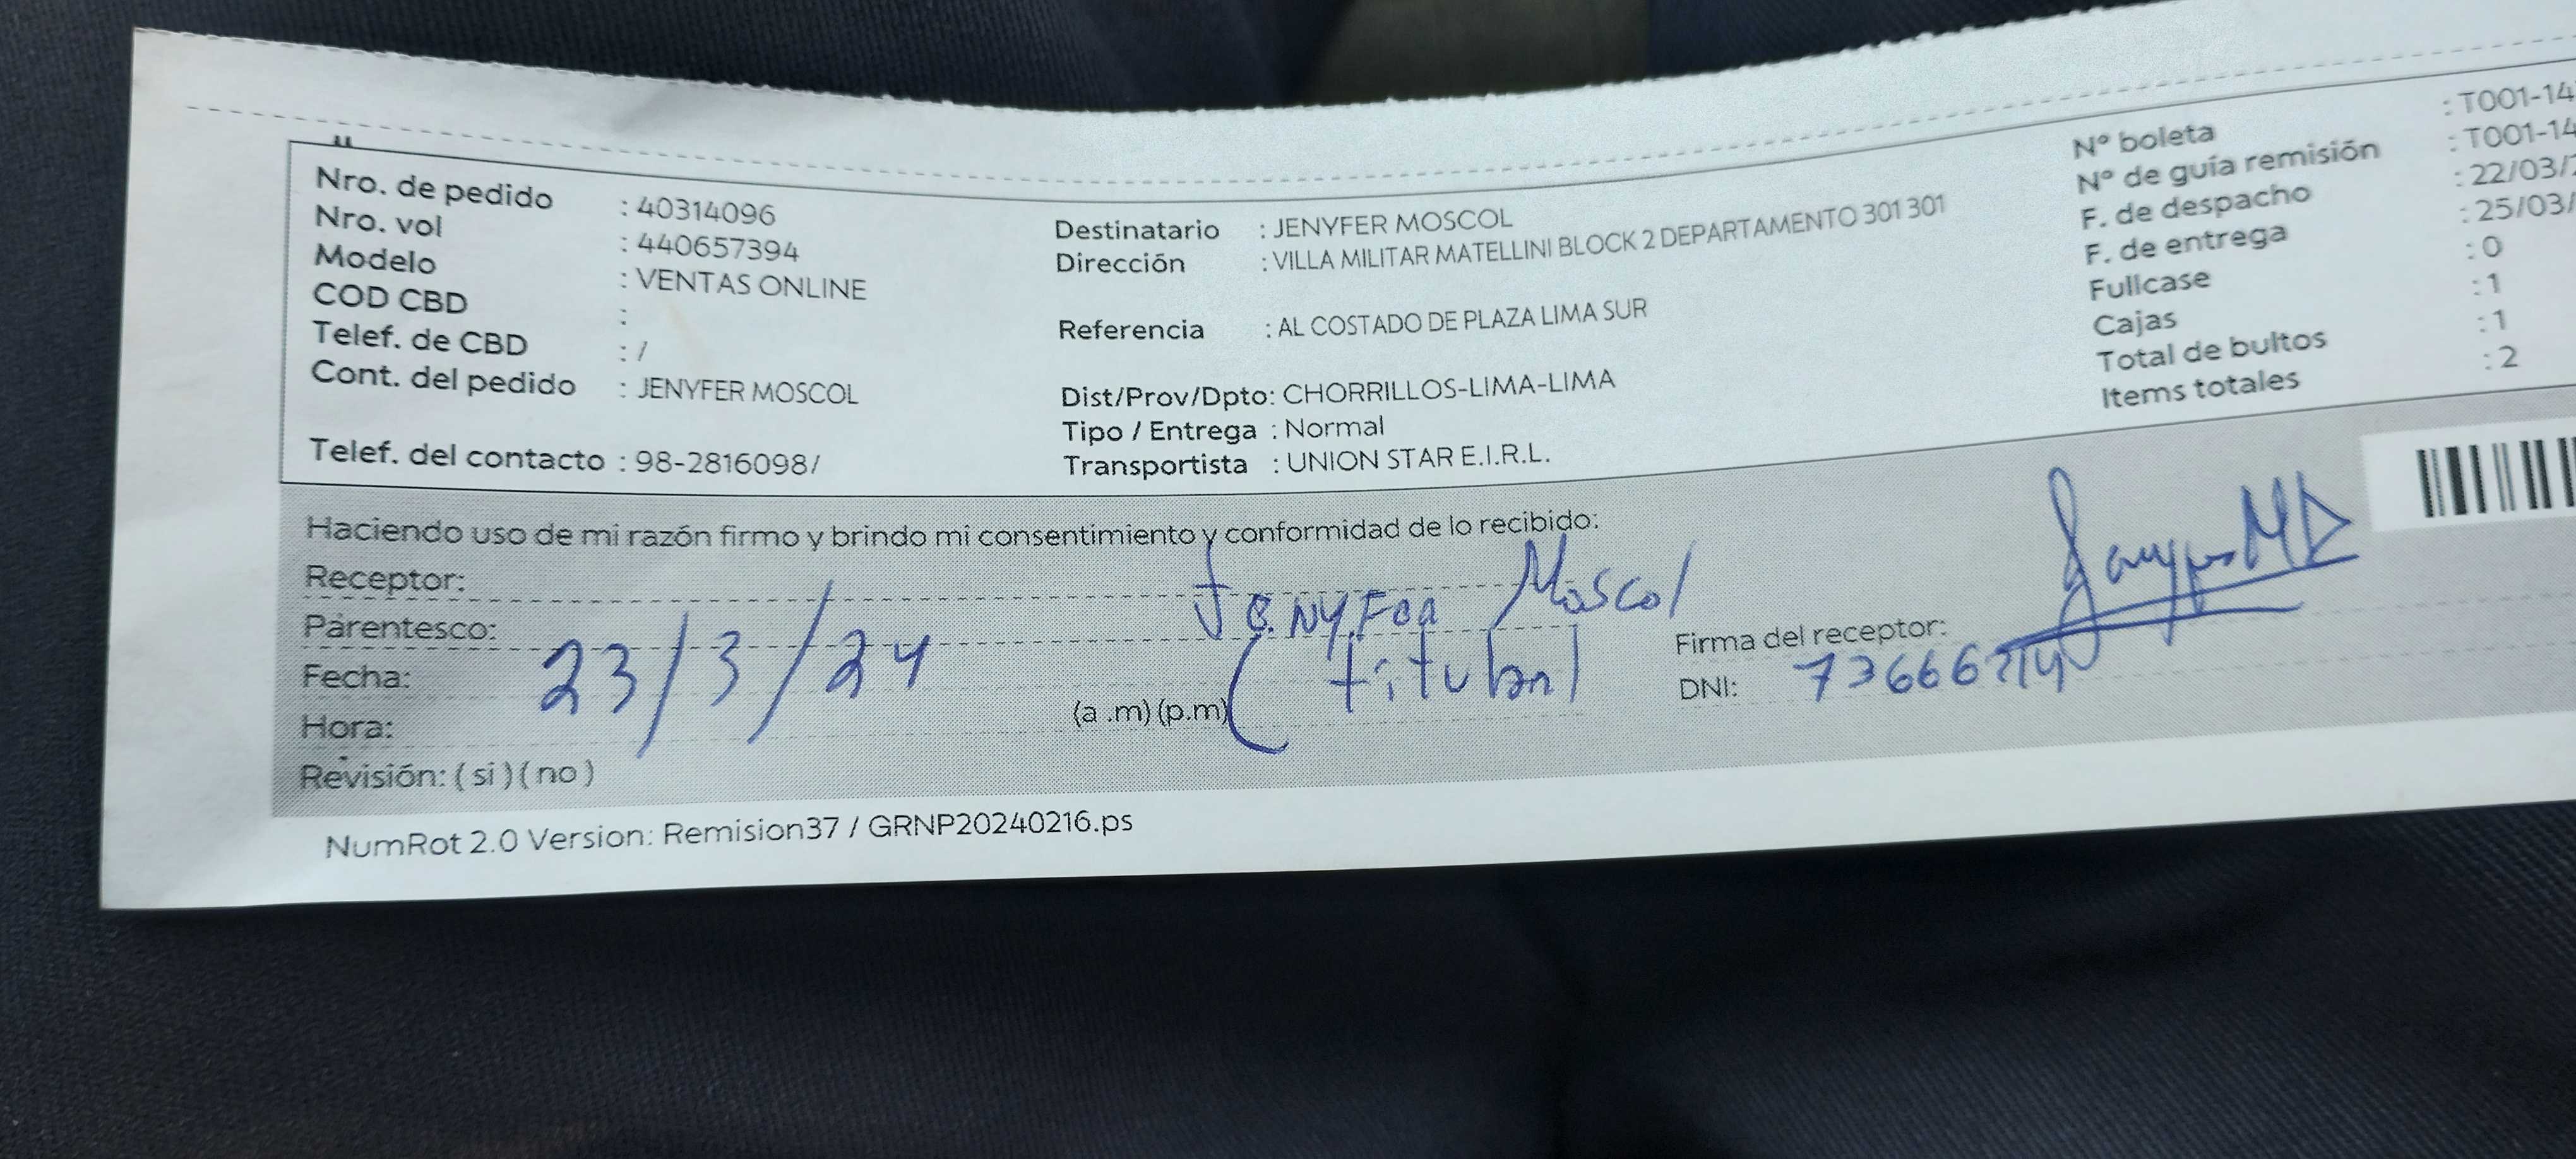 Nro. de pedido : 40314096
Nro. vol : 440657394
Modelo : VENTAS ONLINE
COD CBD :
Telef. de CBD : /
Cont. del pedido : JENYFER MOSCOL
Telef. del contacto : 98-2816098/
Destinatario : JENYFER MOSCOL
Dirección : VILLA MILITAR MATELLINI BLOCK 2 DEPARTAMENTO 301 301
Referencia : AL COSTADO DE PLAZA LIMA SUR
Dist/Prov/Dpto: CHORRILLOS-LIMA-LIMA
Tipo / Entrega : Normal
Transportista : UNION STAR E.I.R.L.
Nº boleta : T001-14
Nº de guía remisión : T001-14
F. de despacho : 22/03/
F. de entrega : 25/03/
Fullcase : 0
Cajas : 1
Total de bultos : 1
Items totales : 2
Haciendo uso de mi razón firmo y brindo mi consentimiento y conformidad de lo recibido:
Receptor: Jenyfer Moscol
Parentesco: (titular)
Fecha: 23/3/24
Hora: (a .m) (p.m)
Revisión: ( si ) ( no )
Firma del receptor:
DNI:
NumRot 2.0 Version: Remision37 / GRNP20240216.ps